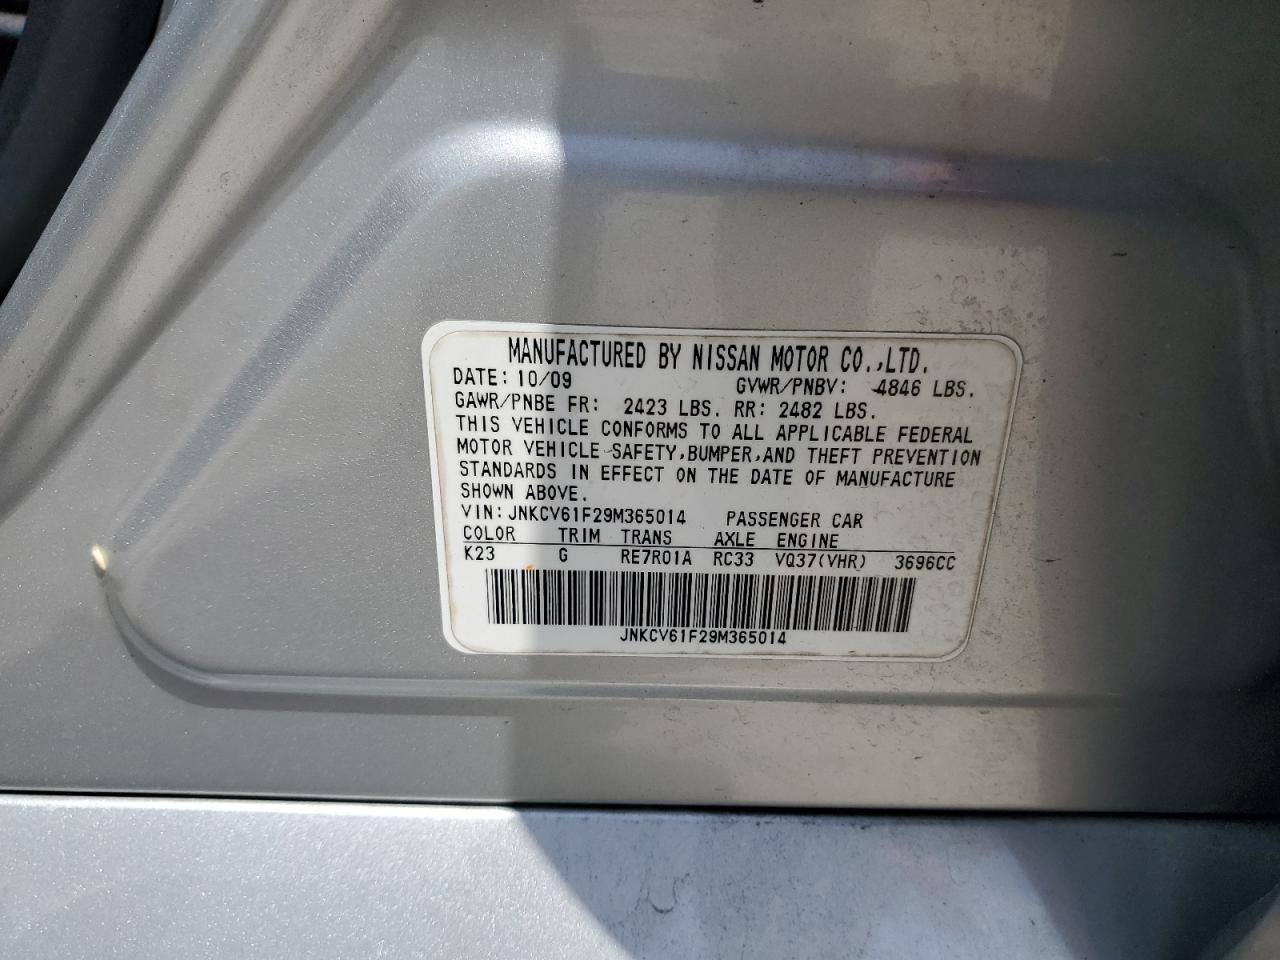 MANUFACTURED BY NISSAN MOTOR CO.,LTD.
DATE: 10/09 GVWR/PNBV: 4846 LBS.
GAWR/PNBE FR: 2423 LBS. RR: 2482 LBS.
THIS VEHICLE CONFORMS TO ALL APPLICABLE FEDERAL
MOTOR VEHICLE SAFETY,BUMPER,AND THEFT PREVENTION
STANDARDS IN EFFECT ON THE DATE OF MANUFACTURE
SHOWN ABOVE.
VIN: JNKCV61F29M365014 PASSENGER CAR
COLOR TRIM TRANS AXLE ENGINE
K23 G RE7R01A RC33 VQ37(VHR) 3696CC
JNKCV61F29M365014